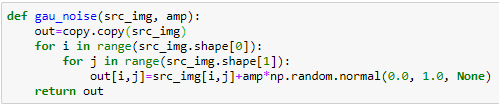 def gau_noise(src_img, amp):
    out=copy.copy(src_img)
    for i in range(src_img.shape[0]):
        for j in range(src_img.shape[1]):
            out[i,j]=src_img[i,j]+amp*np.random.normal(0.0, 1.0, None)
    return out